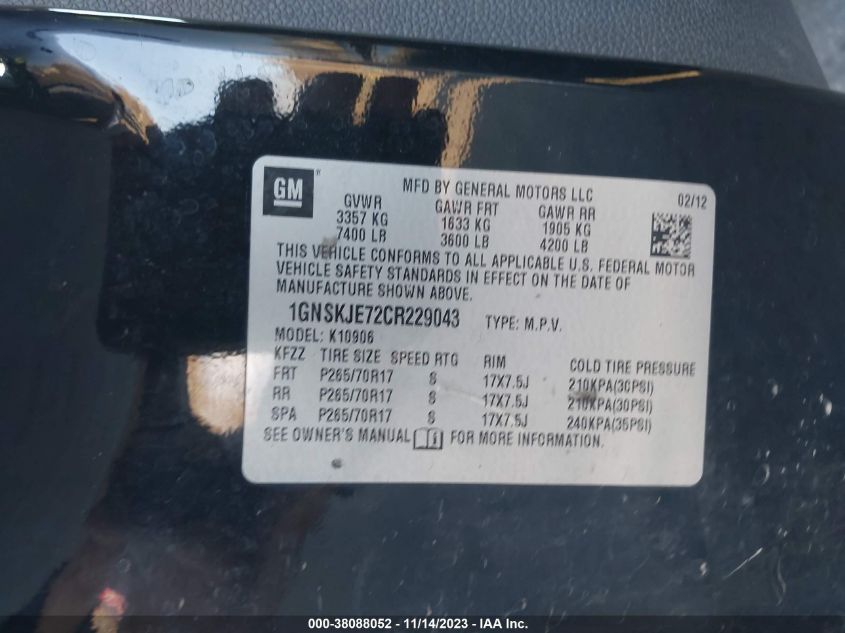 GM ®
MFD BY GENERAL MOTORS LLC 02/12
GVWR GAWR FRT GAWR RR
3357 KG 1633 KG 1905 KG
7400 LB 3600 LB 4200 LB
THIS VEHICLE CONFORMS TO ALL APPLICABLE U.S. FEDERAL MOTOR
VEHICLE SAFETY STANDARDS IN EFFECT ON THE DATE OF
MANUFACTURE SHOWN ABOVE.
1GNSKJE72CR229043 TYPE: M.P.V.
MODEL: K10906
KFZZ TIRE SIZE SPEED RTG RIM COLD TIRE PRESSURE
FRT P265/70R17 S 17X7.5J 210KPA(30PSI)
RR P265/70R17 S 17X7.5J 210KPA(30PSI)
SPA P265/70R17 S 17X7.5J 240KPA(35PSI)
SEE OWNER'S MANUAL FOR MORE INFORMATION.
000-38088052 - 11/14/2023 - IAA Inc.